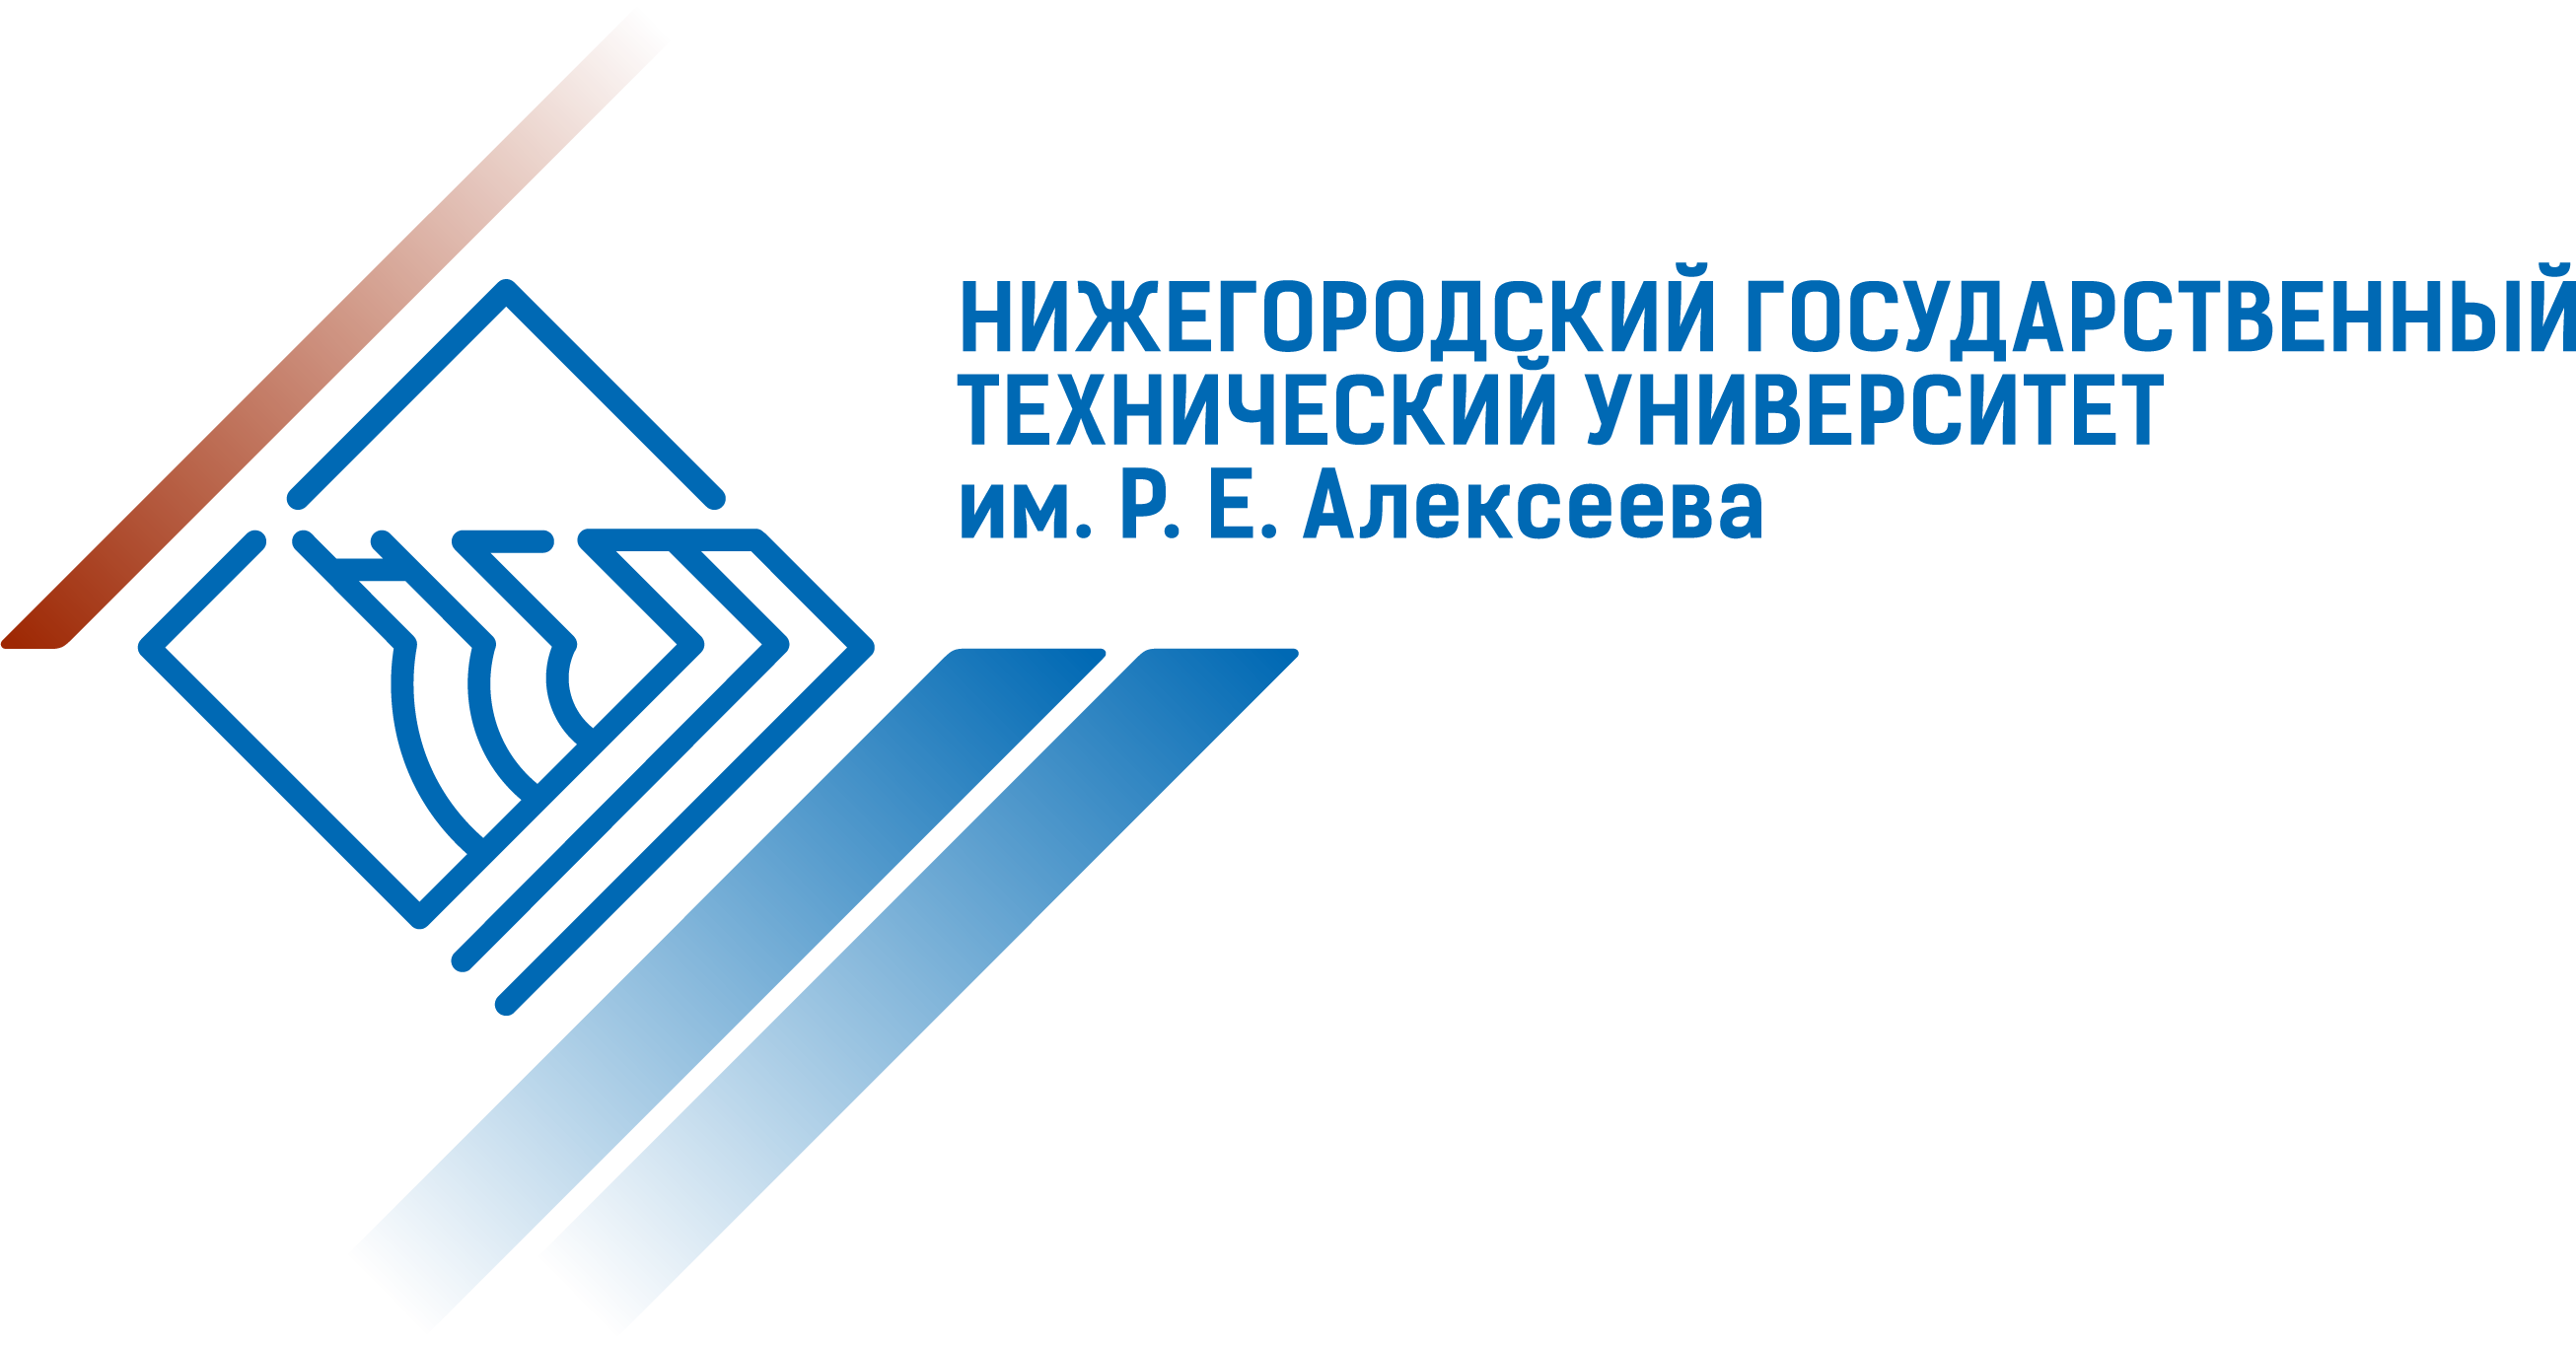 НИЖЕГОРОДСКИЙ ГОСУДАРСТВЕННЫЙ
ТЕХНИЧЕСКИЙ УНИВЕРСИТЕТ
им. Р. Е. Алексеева